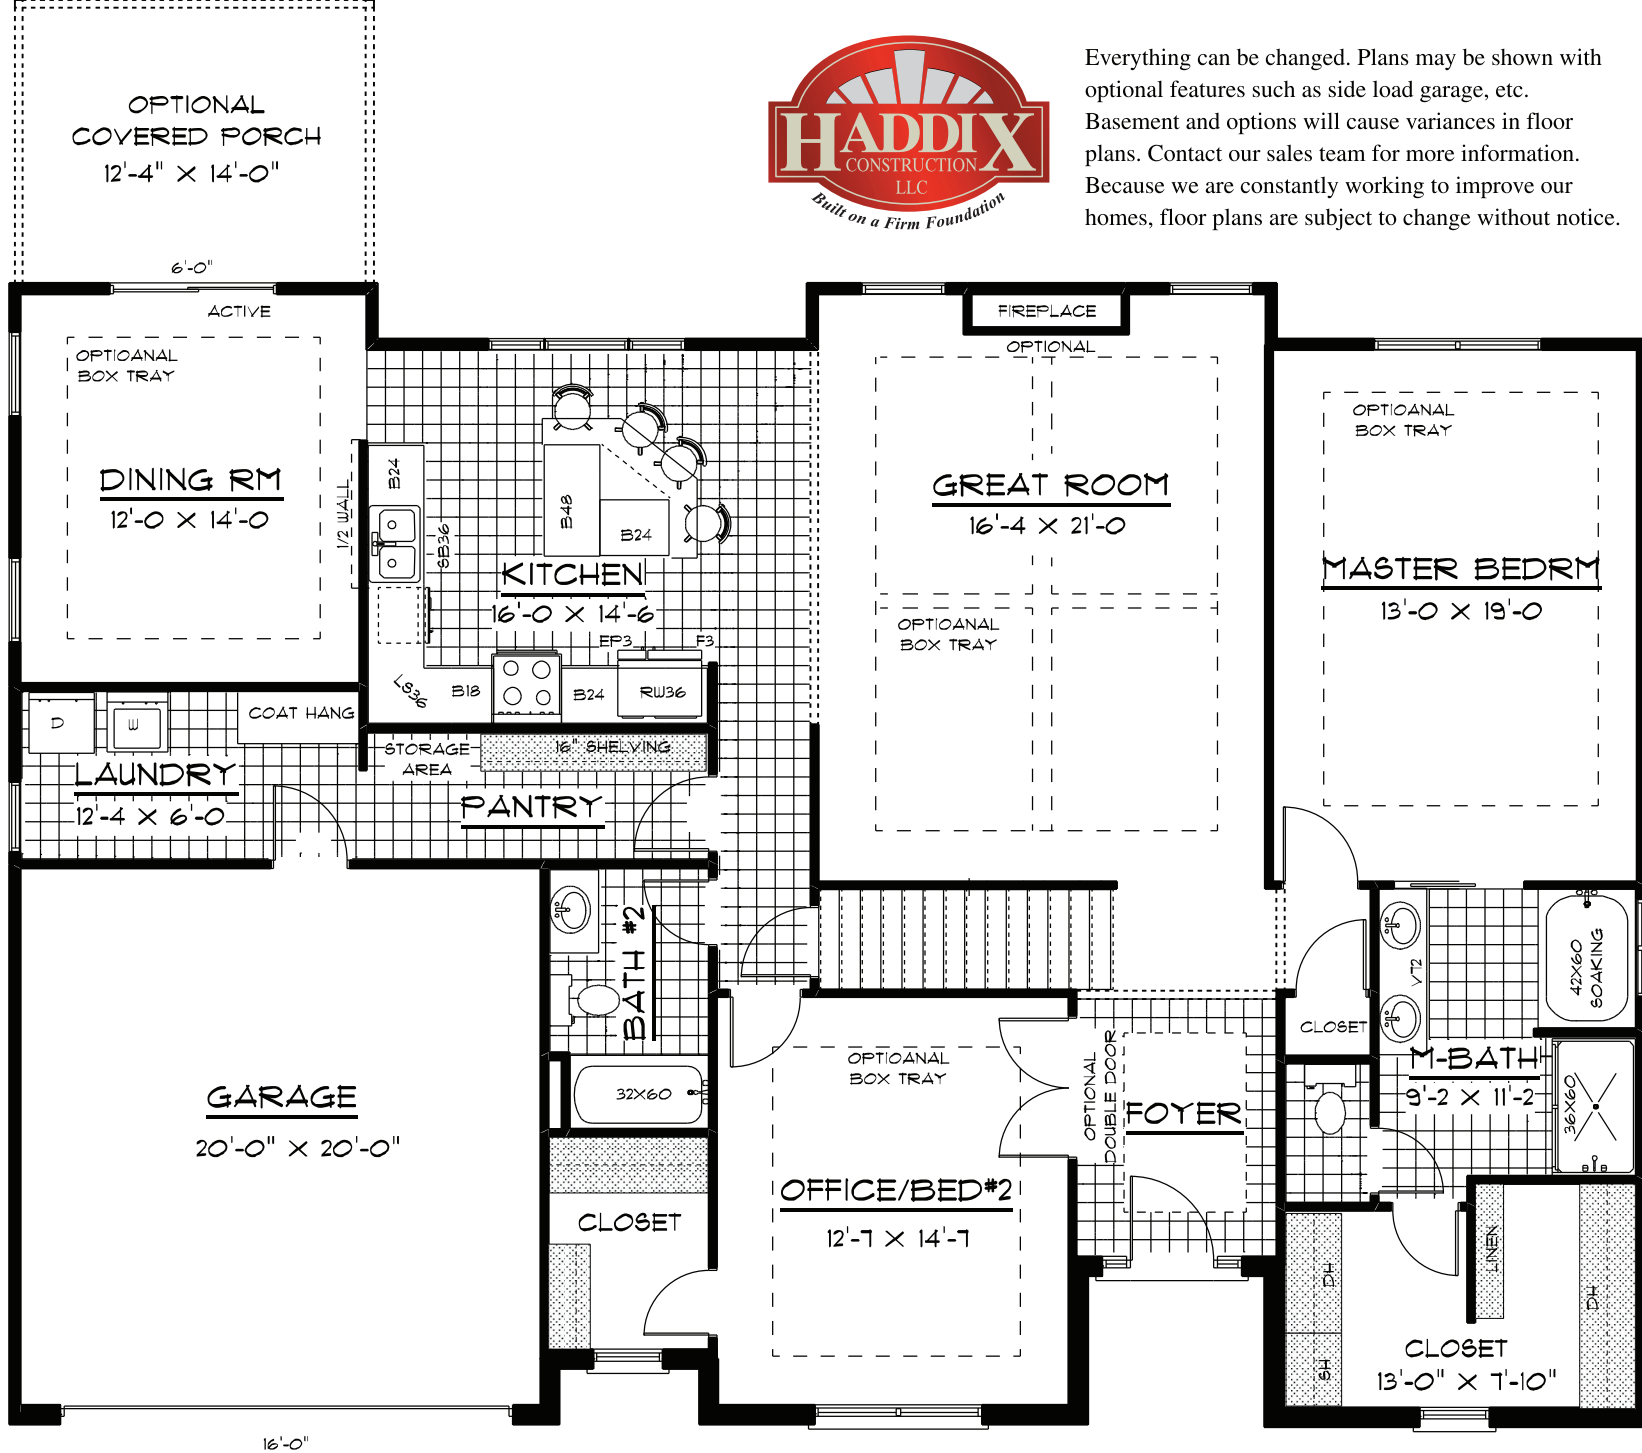 OPTIONAL
COVERED PORCH
12'-4" X 14'-0"
HADDIX
CONSTRUCTION
LLC
Built on a Firm Foundation
Everything can be changed. Plans may be shown with
optional features such as side load garage, etc.
Basement and options will cause variances in floor
plans. Contact our sales team for more information.
Because we are constantly working to improve our
homes, floor plans are subject to change without notice.
6'-0"
ACTIVE
OPTIOANAL
BOX TRAY
DINING RM
12'-0 X 14'-0
1/2 WALL
B24
SB36
B48
B24
KITCHEN
16'-0 X 14'-6
EP3
F3
LS36
B18
B24
RW36
FIREPLACE
OPTIONAL
GREAT ROOM
16'-4 X 21'-0
OPTIOANAL
BOX TRAY
OPTIOANAL
BOX TRAY
MASTER BEDRM
13'-0 X 19'-0
D
W
COAT HANG
LAUNDRY
12'-4 X 6'-0
STORAGE
AREA
16" SHELVING
PANTRY
BATH #2
32X60
GARAGE
20'-0" X 20'-0"
16'-0"
CLOSET
OPTIOANAL
BOX TRAY
OFFICE/BED#2
12'-7 X 14'-7
OPTIONAL
DOUBLE DOOR
FOYER
CLOSET
VT2
42X60
SOAKING
M-BATH
9'-2 X 11'-2
36X60
LINEN
DH
DH
SH
CLOSET
13'-0" X 7'-10"